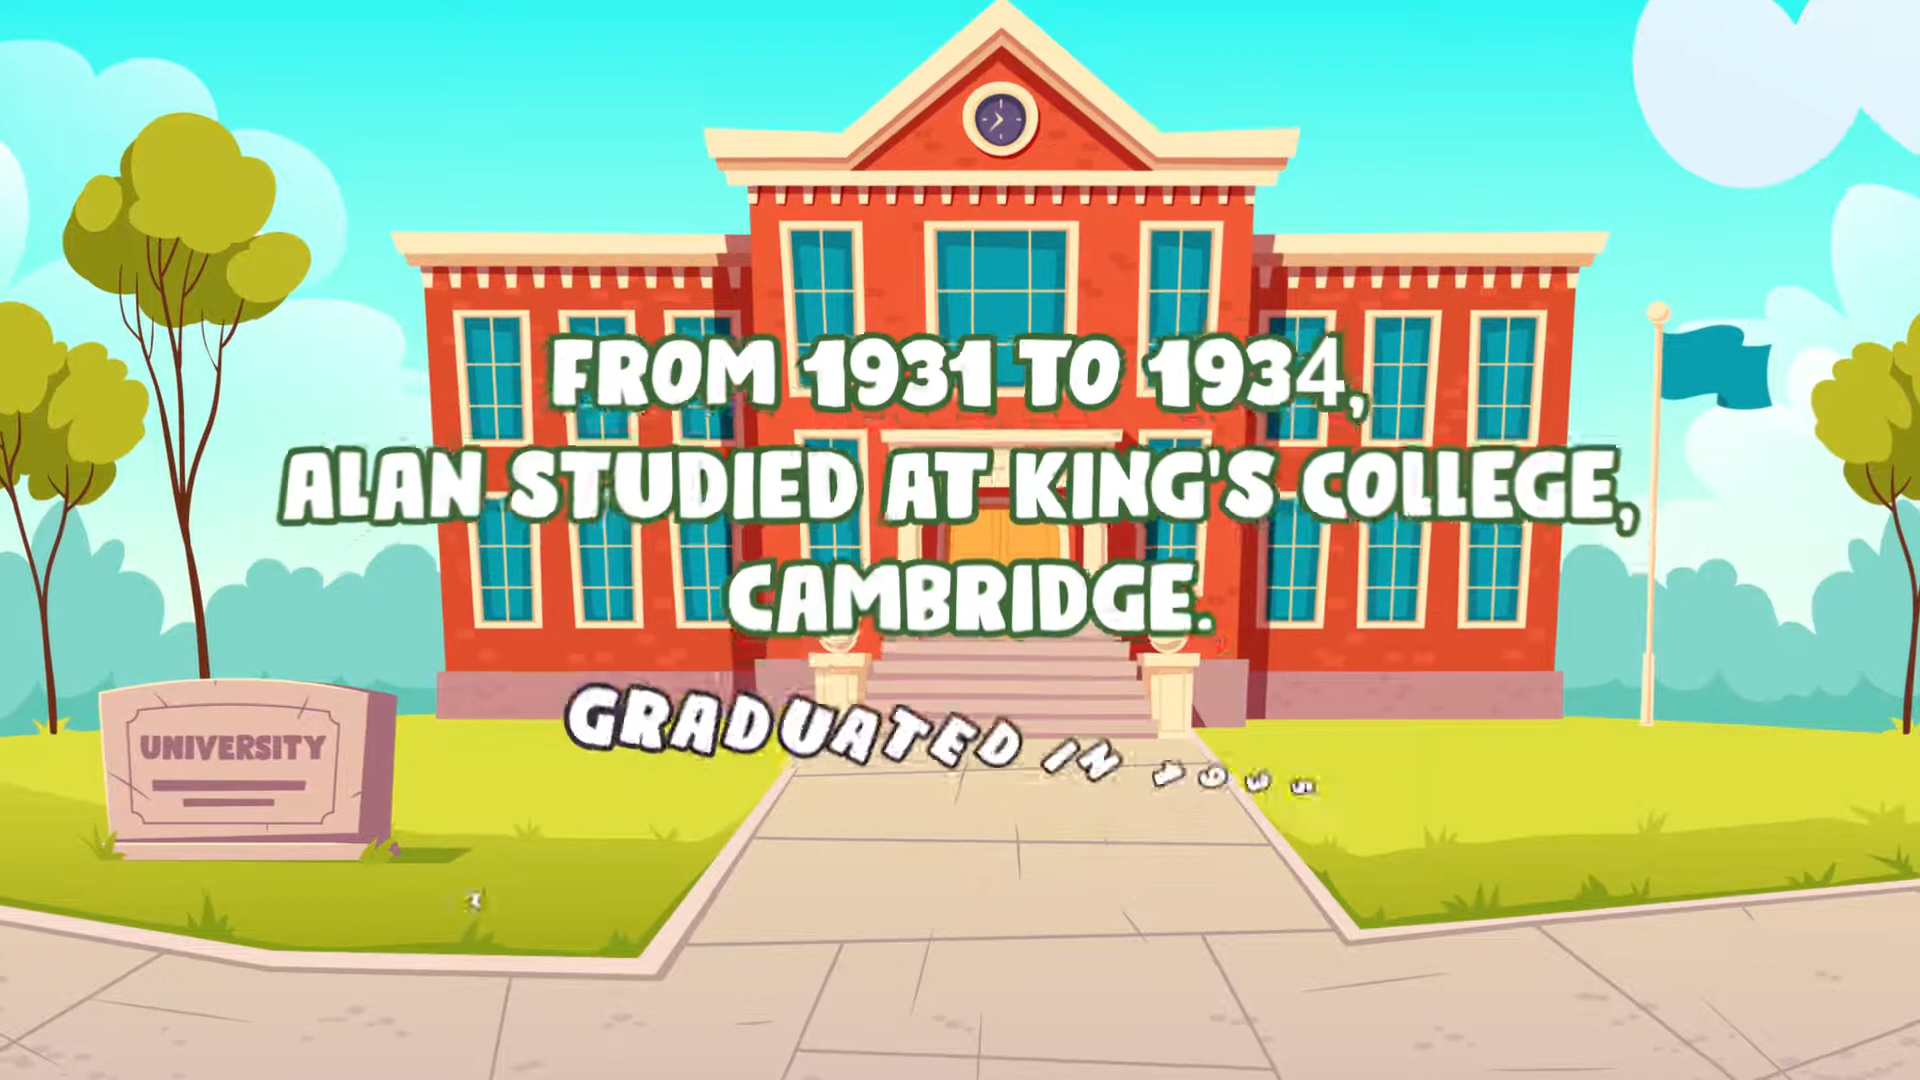 FROM 1931 TO 1934,
ALAN STUDIED AT KING'S COLLEGE,
CAMBRIDGE.
GRADUATED IN
UNIVERSITY